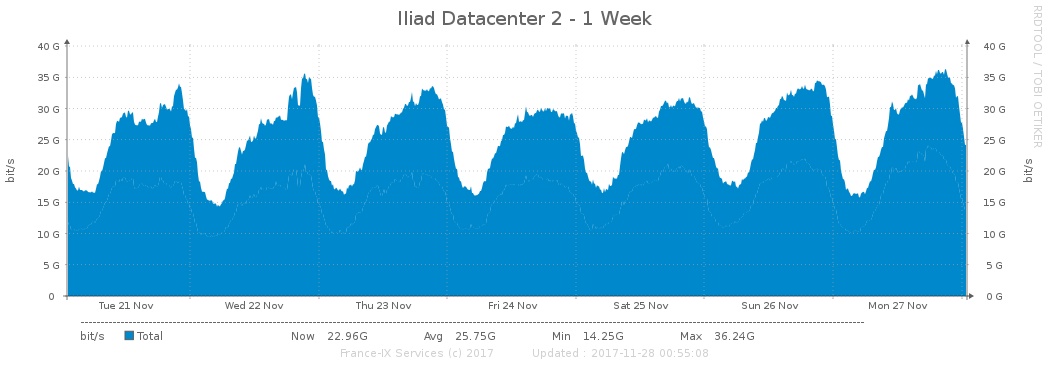 Iliad Datacenter 2 - 1 Week
RRDTOOL / TOBI OETIKER
40 G 40 G
35 G 35 G
30 G 30 G
25 G 25 G
20 G 20 G
15 G 15 G
10 G 10 G
5 G 5 G
0 0 G
bit/s bit/s
Tue 21 Nov Wed 22 Nov Thu 23 Nov Fri 24 Nov Sat 25 Nov Sun 26 Nov Mon 27 Nov
bit/s Total Now 22.96G Avg 25.75G Min 14.25G Max 36.24G
France-IX Services (c) 2017 Updated : 2017-11-28 00:55:08